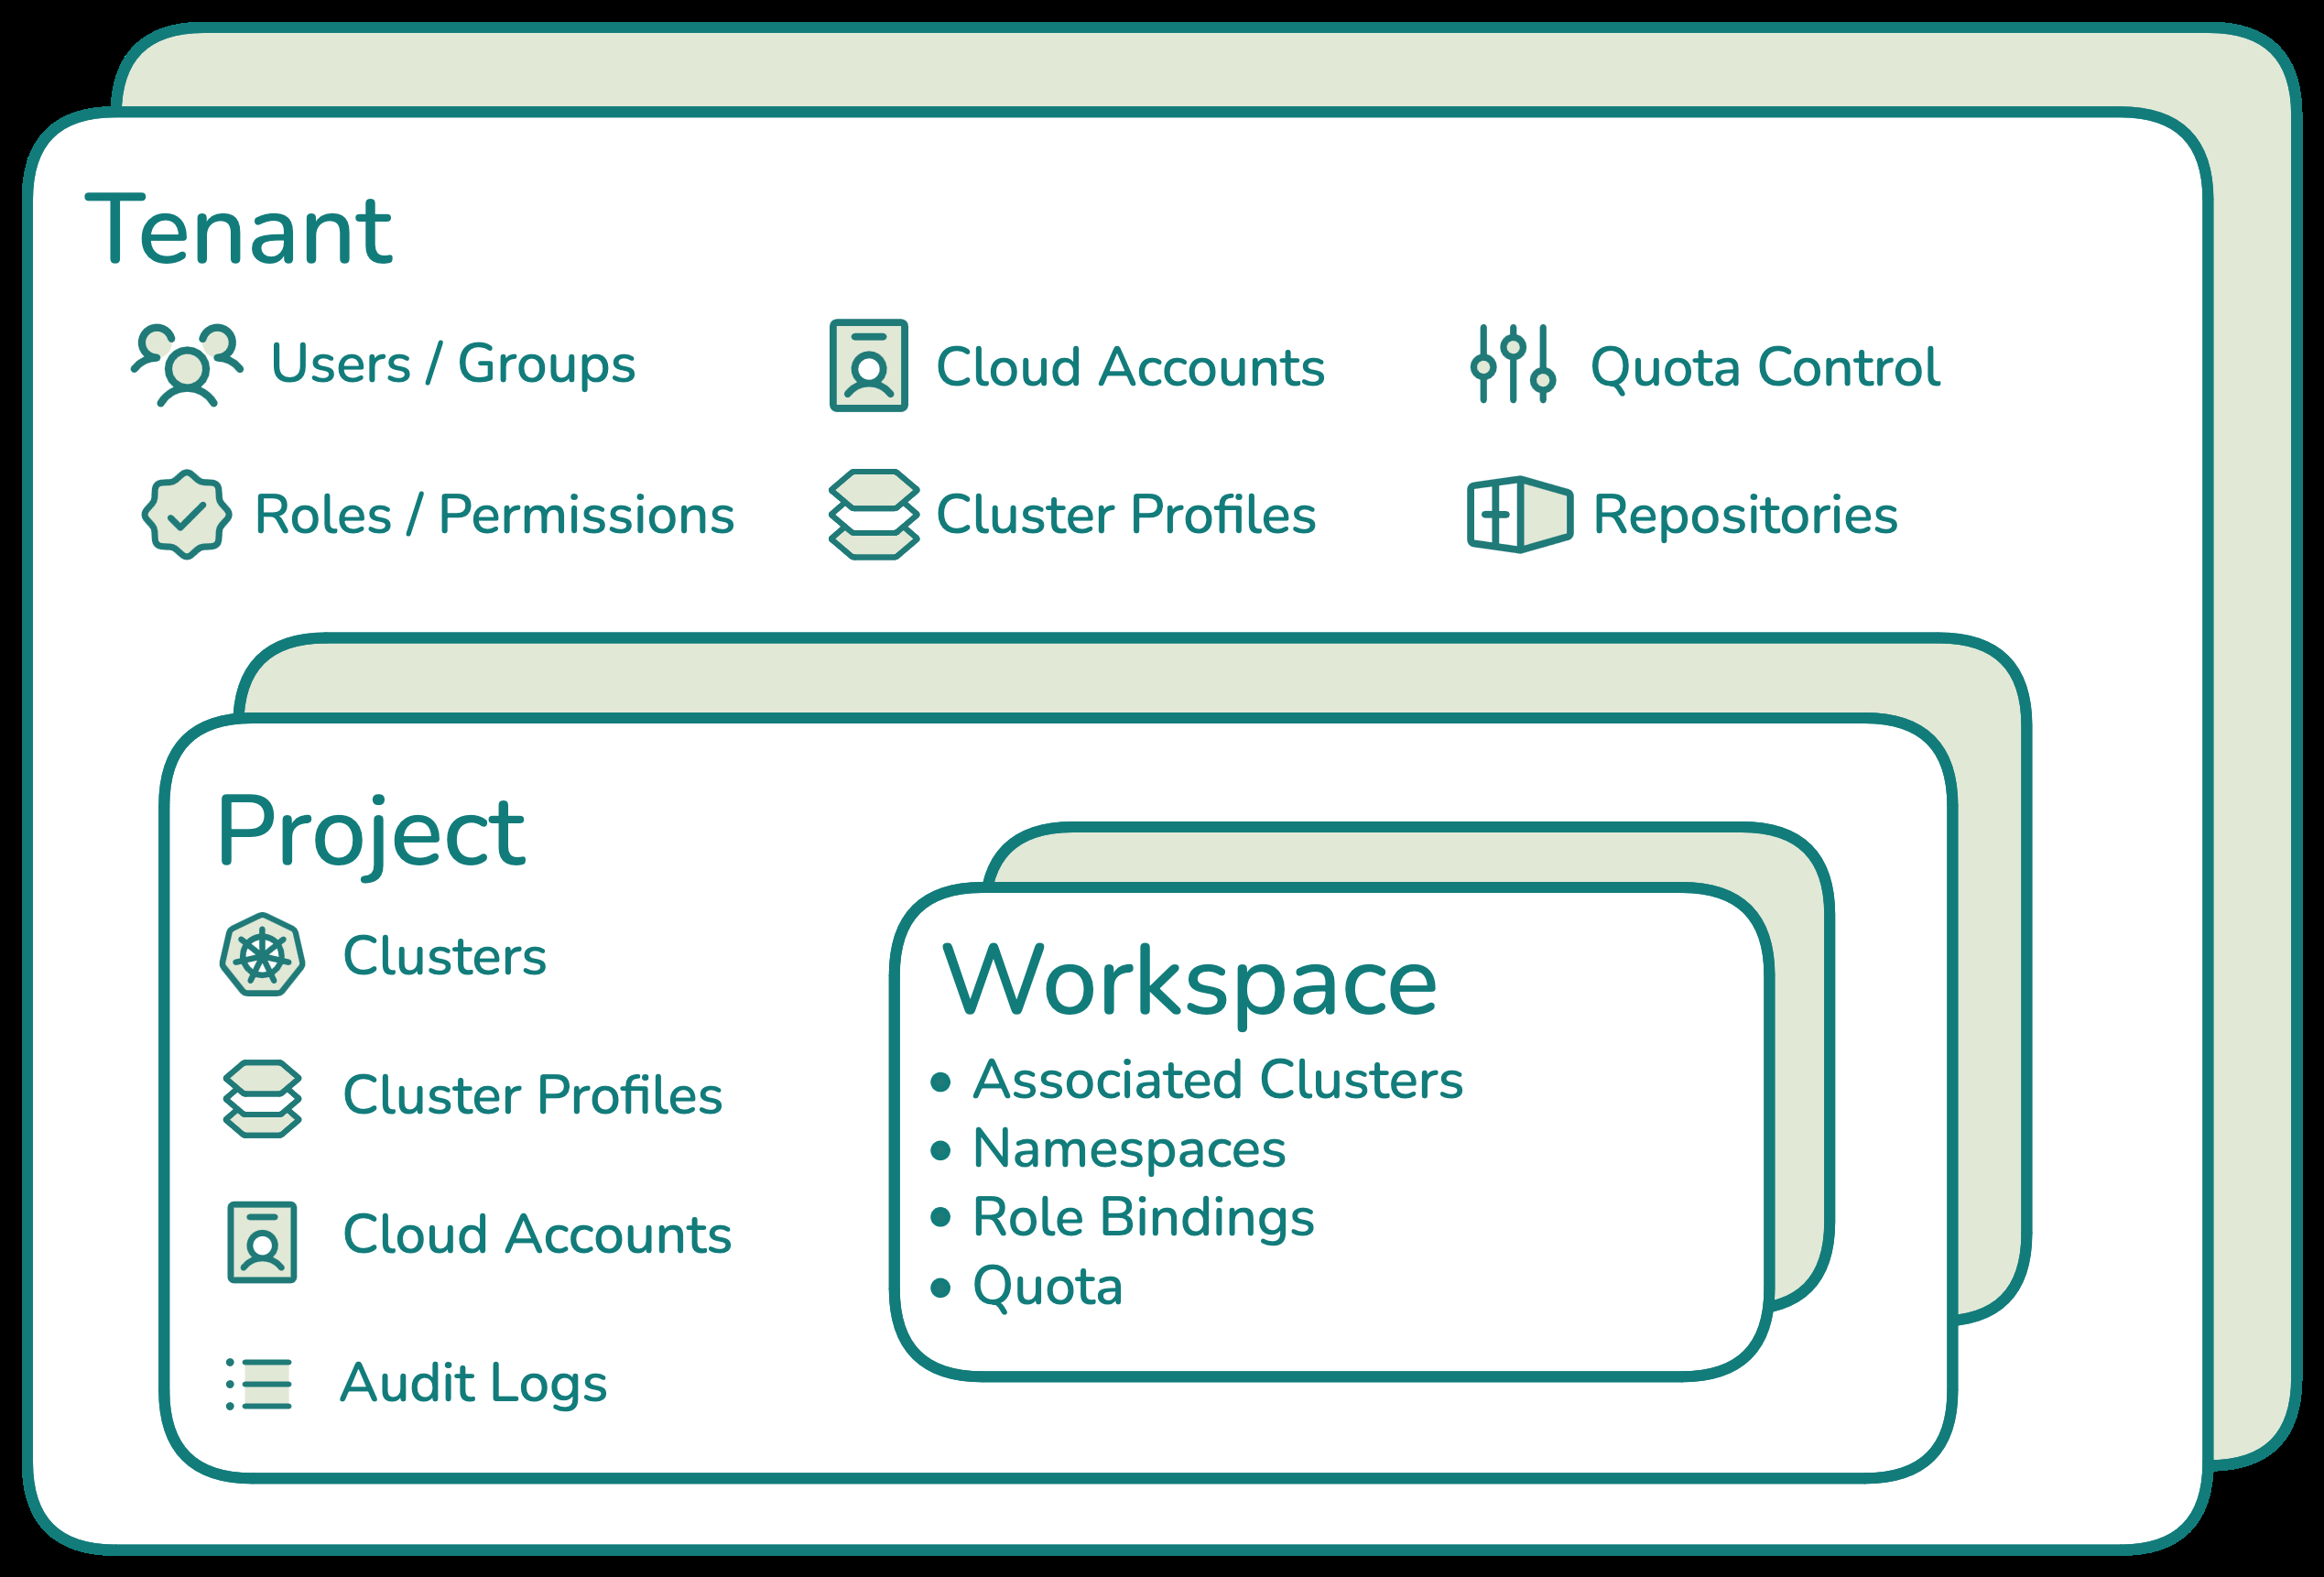 Tenant
Users / Groups
Cloud Accounts
Quota Control
Roles / Permissions
Cluster Profiles
Repositories
Project
Clusters
Cluster Profiles
Cloud Accounts
Audit Logs
Workspace
• Associated Clusters
• Namespaces
• Role Bindings
• Quota